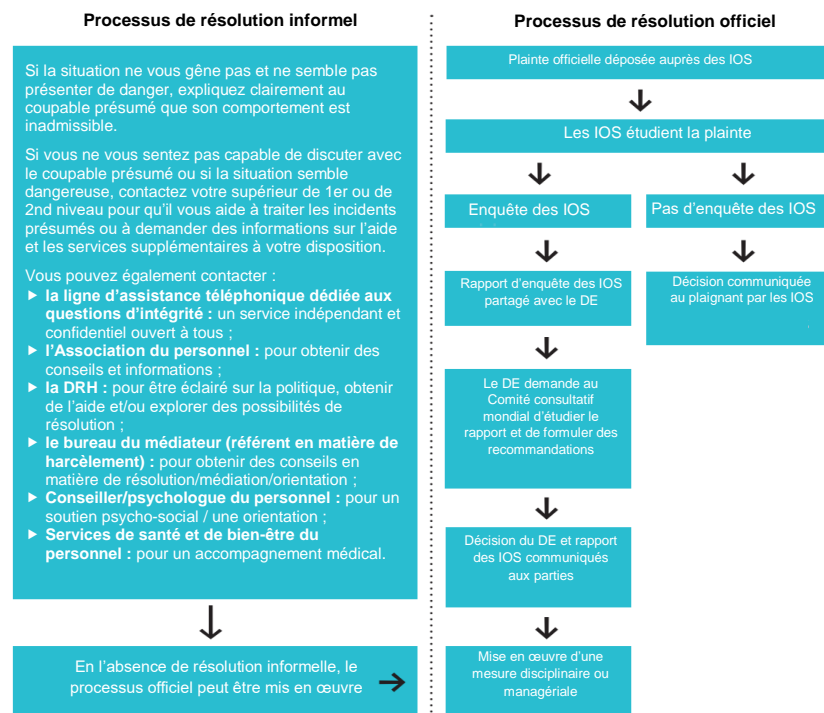 Processus de résolution informel
Si la situation ne vous gêne pas et ne semble pas
présenter de danger, expliquez clairement au
coupable présumé que son comportement est
inadmissible.
Si vous ne vous sentez pas capable de discuter avec
le coupable présumé ou si la situation semble
dangereuse, contactez votre supérieur de 1er ou de
2nd niveau pour qu’il vous aide à traiter les incidents
présumés ou à demander des informations sur l’aide
et les services supplémentaires à votre disposition.
Vous pouvez également contacter :
la ligne d’assistance téléphonique dédiée aux
questions d’intégrité : un service indépendant et
confidentiel ouvert à tous ;
l’Association du personnel : pour obtenir des
conseils et informations ;
la DRH : pour être éclairé sur la politique, obtenir
de l’aide et/ou explorer des possibilités de
résolution ;
le bureau du médiateur (référent en matière de
harcèlement) : pour obtenir des conseils en
matière de résolution/médiation/orientation ;
Conseiller/psychologue du personnel : pour un
soutien psycho-social / une orientation ;
Services de santé et de bien-être du
personnel : pour un accompagnement médical.
En l’absence de résolution informelle, le
processus officiel peut être mis en œuvre
Processus de résolution officiel
Plainte officielle déposée auprès des IOS
Les IOS étudient la plainte
Enquête des IOS
Pas d’enquête des IOS
Rapport d’enquête des IOS
partagé avec le DE
Décision communiquée
au plaignant par les IOS
Le DE demande au
Comité consultatif
mondial d’étudier le
rapport et de formuler des
recommandations
Décision du DE et rapport
des IOS communiqués
aux parties
Mise en œuvre d’une
mesure disciplinaire ou
managériale